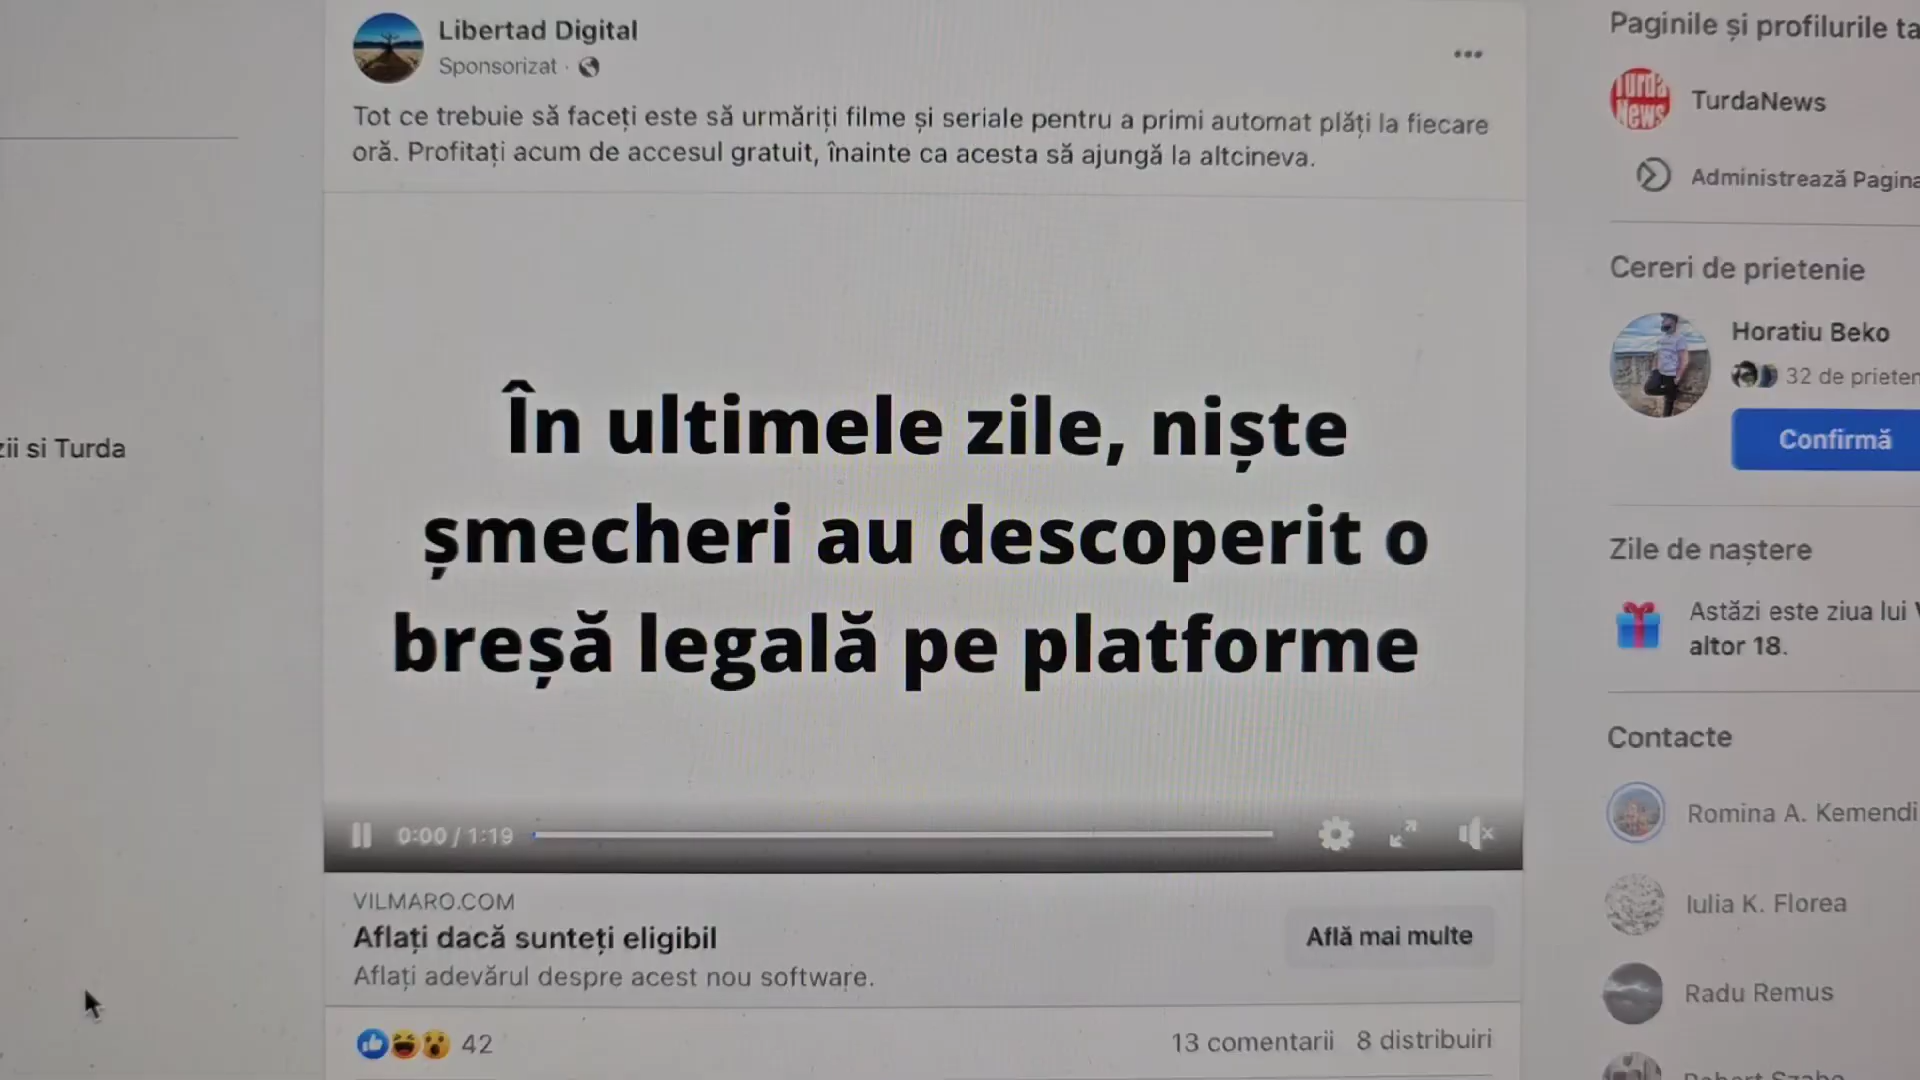 Libertad Digital
Sponsorizat ·
Tot ce trebuie să faceți este să urmăriți filme și seriale pentru a primi automat plăți la fiecare
oră. Profitați acum de accesul gratuit, înainte ca acesta să ajungă la altcineva.
În ultimele zile, niște
șmecheri au descoperit o
breșă legală pe platforme
0:00 / 1:19
VILMARO.COM
Aflați dacă sunteți eligibil
Aflați adevărul despre acest nou software.
Află mai multe
42
13 comentarii 8 distribuiri
zii si Turda
Paginile și profilurile ta
Turda
News
TurdaNews
Administrează Pagina
Cereri de prietenie
Horatiu Beko
32 de prieten
Confirmă
Zile de naștere
Astăzi este ziua lui V
altor 18.
Contacte
Romina A. Kemendi
Iulia K. Florea
Radu Remus